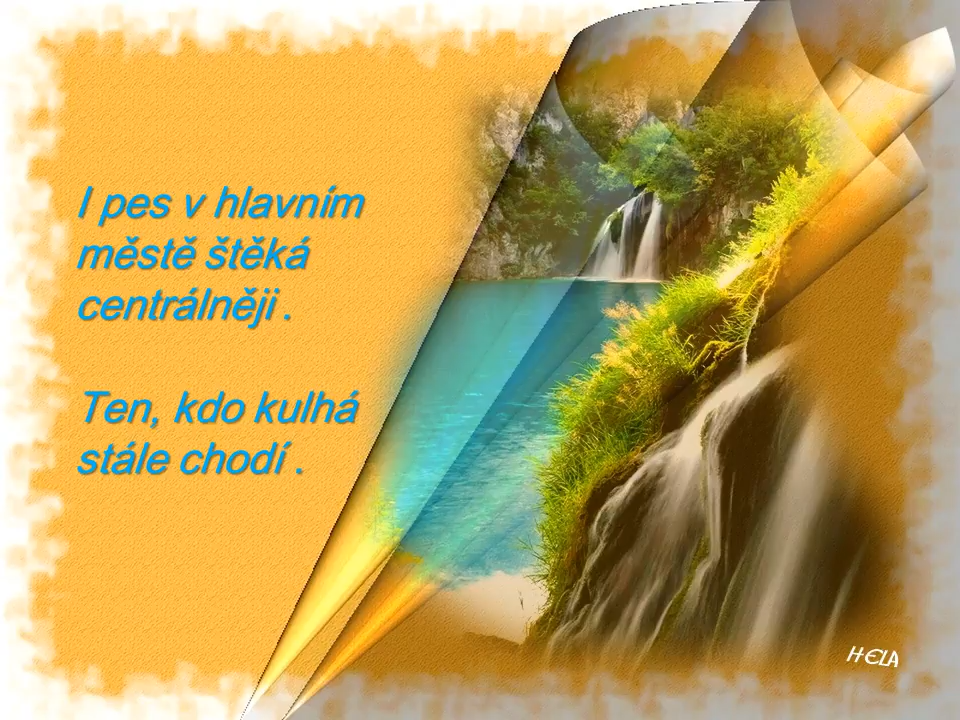 I pes v hlavním
městě štěká
centrálněji .
Ten, kdo kulhá
stále chodí .
HELA